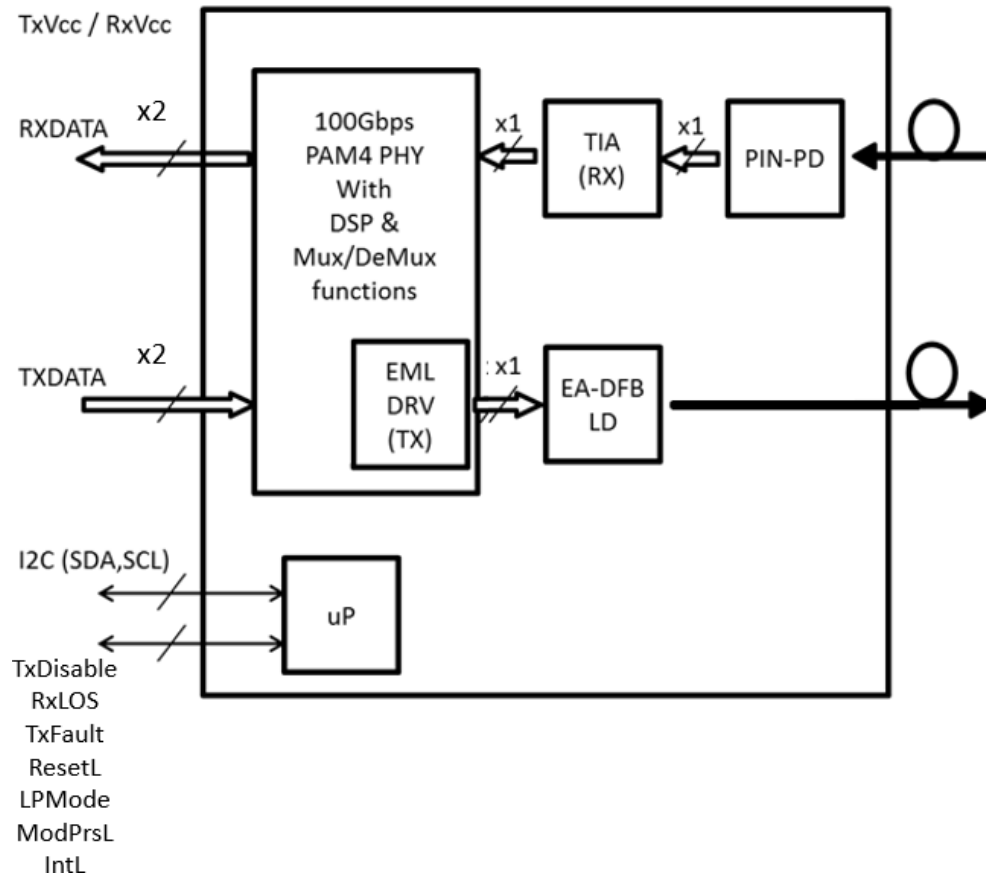 TxVcc / RxVcc
RXDATA
x2
100Gbps
PAM4 PHY
With
DSP &
Mux/DeMux
functions
x1
TIA
(RX)
x1
PIN-PD
TXDATA
x2
EML
DRV
(TX)
: x1
EA-DFB
LD
I2C (SDA,SCL)
uP
TxDisable
RxLOS
TxFault
ResetL
LPMode
ModPrsL
IntL